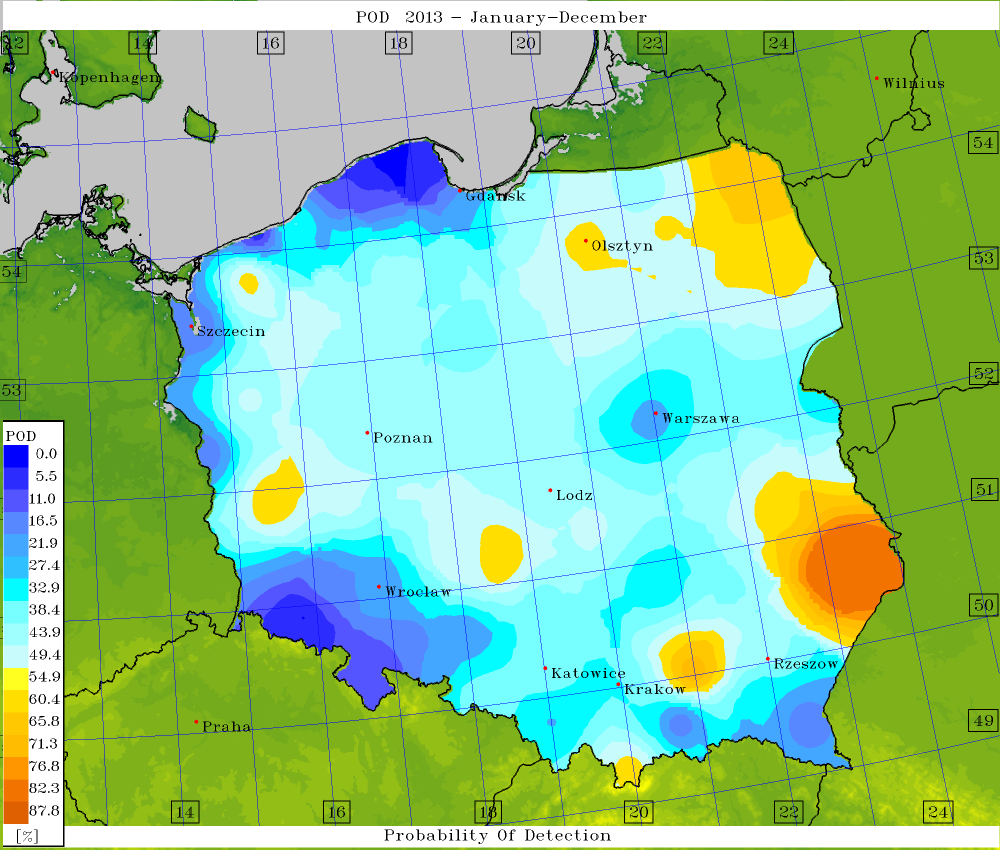 POD 2013 - January-December
12
14
16
18
20
22
24
Kopenhagen
Wilnius
54
Gdansk
Olsztyn
53
54
Szczecin
52
53
Warszawa
Poznan
POD
0.0
5.5
11.0
16.5
21.9
27.4
32.9
38.4
43.9
49.4
54.9
60.4
65.8
71.3
76.8
82.3
87.8
[%]
Lodz
51
Wroclaw
50
Rzeszow
Katowice
Krakow
49
Praha
14
16
18
20
22
24
Probability Of Detection